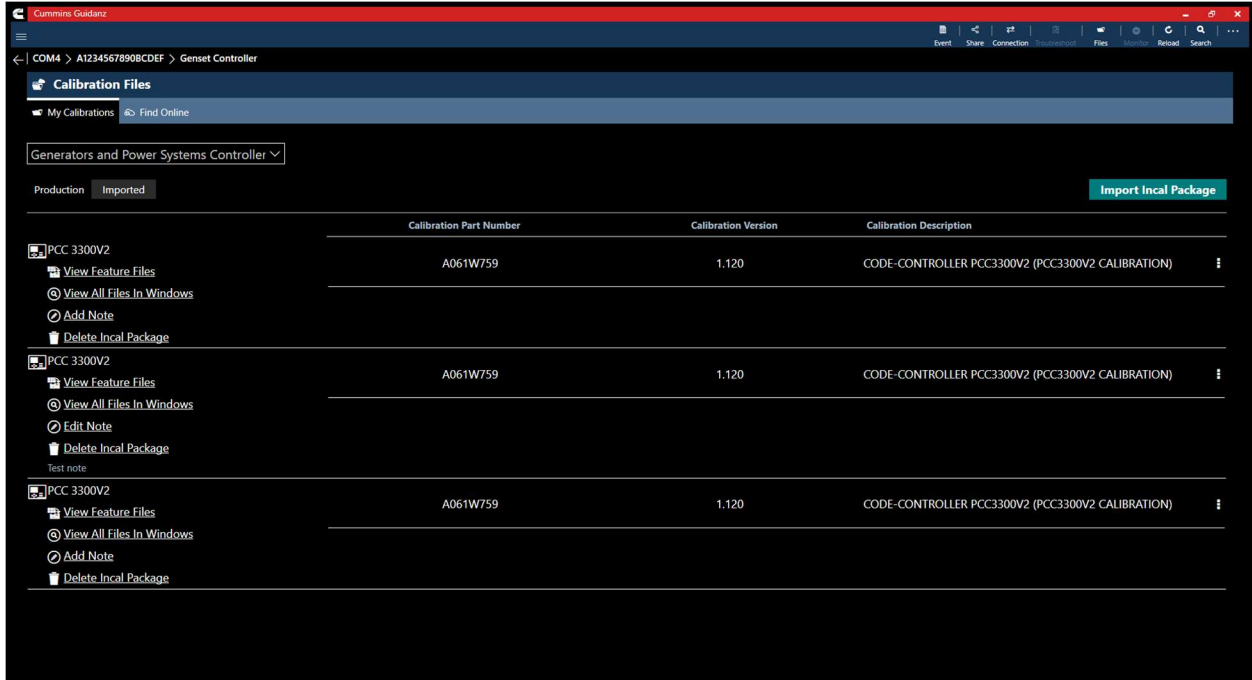 Cummins Guidanz
Event Share Connection Troubleshoot Files Monitor Reload Search
COM4 > A1234567890BCDEF > Genset Controller
Calibration Files
My Calibrations Find Online
Generators and Power Systems Controller
Production Imported Import Incal Package
Calibration Part Number Calibration Version Calibration Description
PCC 3300V2
A061W759 1.120 CODE-CONTROLLER PCC3300V2 (PCC3300V2 CALIBRATION)
View Feature Files
View All Files In Windows
Add Note
Delete Incal Package
PCC 3300V2
A061W759 1.120 CODE-CONTROLLER PCC3300V2 (PCC3300V2 CALIBRATION)
View Feature Files
View All Files In Windows
Edit Note
Delete Incal Package
Test note
PCC 3300V2
A061W759 1.120 CODE-CONTROLLER PCC3300V2 (PCC3300V2 CALIBRATION)
View Feature Files
View All Files In Windows
Add Note
Delete Incal Package